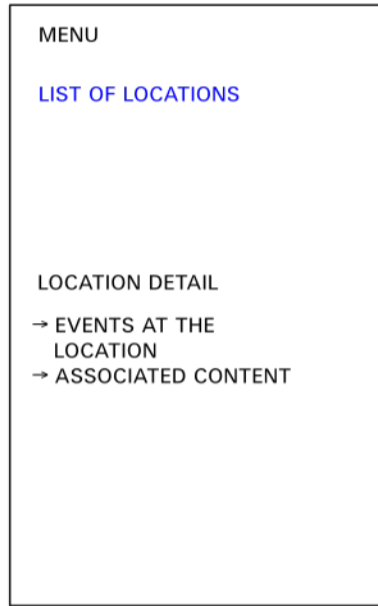 MENU
LIST OF LOCATIONS
LOCATION DETAIL
→ EVENTS AT THE
LOCATION
→ ASSOCIATED CONTENT